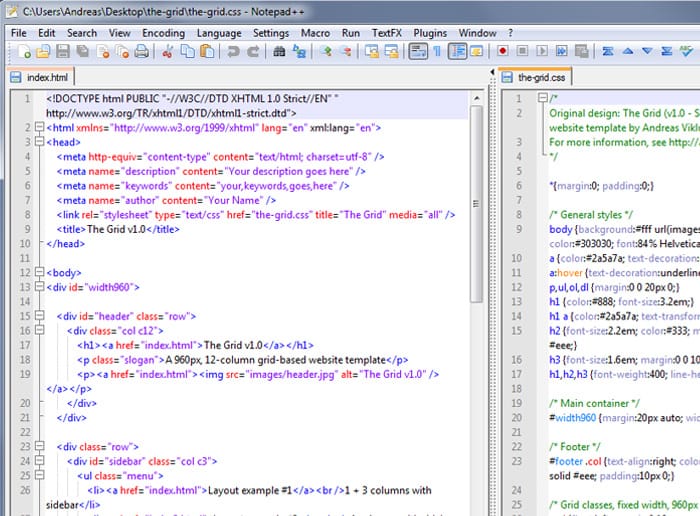 C:\Users\Andreas\Desktop\the-grid\the-grid.css - Notepad++
File Edit Search View Encoding Language Settings Macro Run TextFX Plugins Window ?
index.html
1 <!DOCTYPE html PUBLIC "-//W3C//DTD XHTML 1.0 Strict//EN" "
http://www.w3.org/TR/xhtml1/DTD/xhtml1-strict.dtd">
2 <html xmlns="http://www.w3.org/1999/xhtml" lang="en" xml:lang="en">
3 <head>
4 <meta http-equiv="content-type" content="text/html; charset=utf-8" />
5 <meta name="description" content="Your description goes here" />
6 <meta name="keywords" content="your,keywords,goes,here" />
7 <meta name="author" content="Your Name" />
8 <link rel="stylesheet" type="text/css" href="the-grid.css" title="The Grid" media="all" />
9 <title>The Grid v1.0</title>
10 </head>
11
12 <body>
13 <div id="width960">
14
15 <div id="header" class="row">
16 <div class="col c12">
17 <h1><a href="index.html">The Grid v1.0</a></h1>
18 <p class="slogan">A 960px, 12-column grid-based website template</p>
19 <p><a href="index.html"><img src="images/header.jpg" alt="The Grid v1.0" />
</a></p>
20 </div>
21 </div>
22
23 <div class="row">
24 <div id="sidebar" class="col c3">
25 <ul class="menu">
26 <li><a href="index.html">Layout example #1</a><br />1 + 3 columns with
sidebar</li>
the-grid.css
1 /*
2 Original design: The Grid (v1.0 - S
website template by Andreas Viklu
3 For more information, see http://
4 */
5
6 *{margin:0; padding:0;}
7
8 /* General styles */
9 body {background:#fff url(images
color:#303030; font:84% Helvetica
10 a {color:#2a5a7a; text-decoration:
11 a:hover {text-decoration:underline
12 p,ul,ol,dl {margin:0 0 20px 0;}
13 h1 {color:#888; font-size:3.2em;}
14 h1 a {color:#2a5a7a; text-transfor
15 h2 {font-size:2.2em; color:#333; m
#eee;}
16 h3 {font-size:1.6em; margin:0 0 10
17 h1,h2,h3 {font-weight:400; line-he
18
19 /* Main container */
20 #width960 {margin:20px auto; wid
21
22 /* Footer */
23 #footer .col {text-align:right; colo
solid #eee; padding:10px 0;}
24
25 /* Grid classes, fixed width, 960px